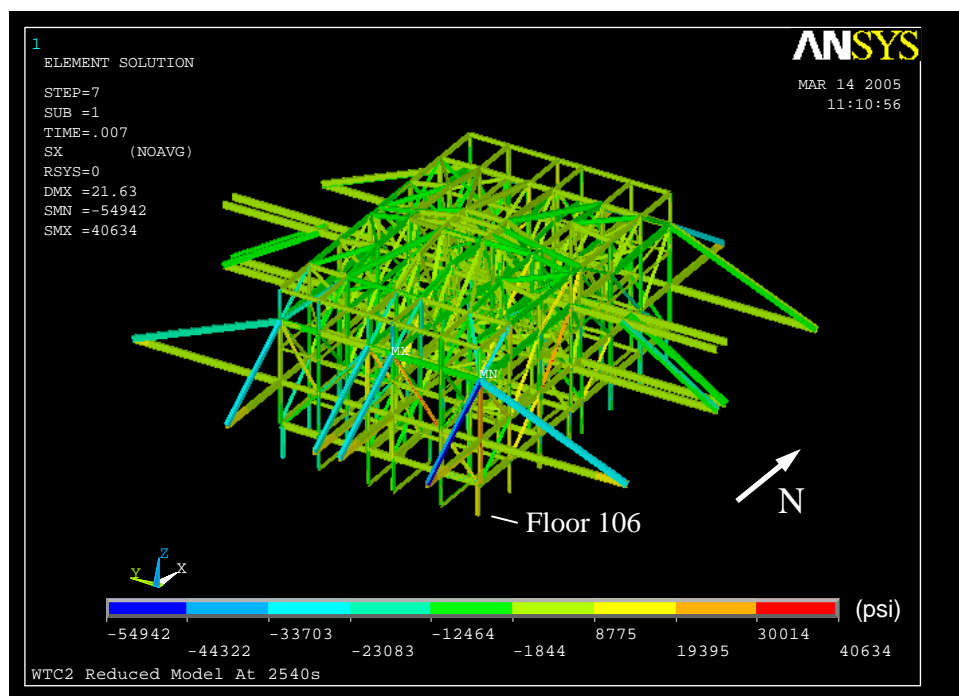 1
ANSYS
ELEMENT SOLUTION
MAR 14 2005
11:10:56
STEP=7
SUB =1
TIME=.007
SX (NOAVG)
RSYS=0
DMX =21.63
SMN =-54942
SMX =40634
MX
MN
N
Floor 106
Z
Y
X
(psi)
-54942 -33703 -12464 8775 30014
-44322 -23083 -1844 19395 40634
WTC2 Reduced Model At 2540s